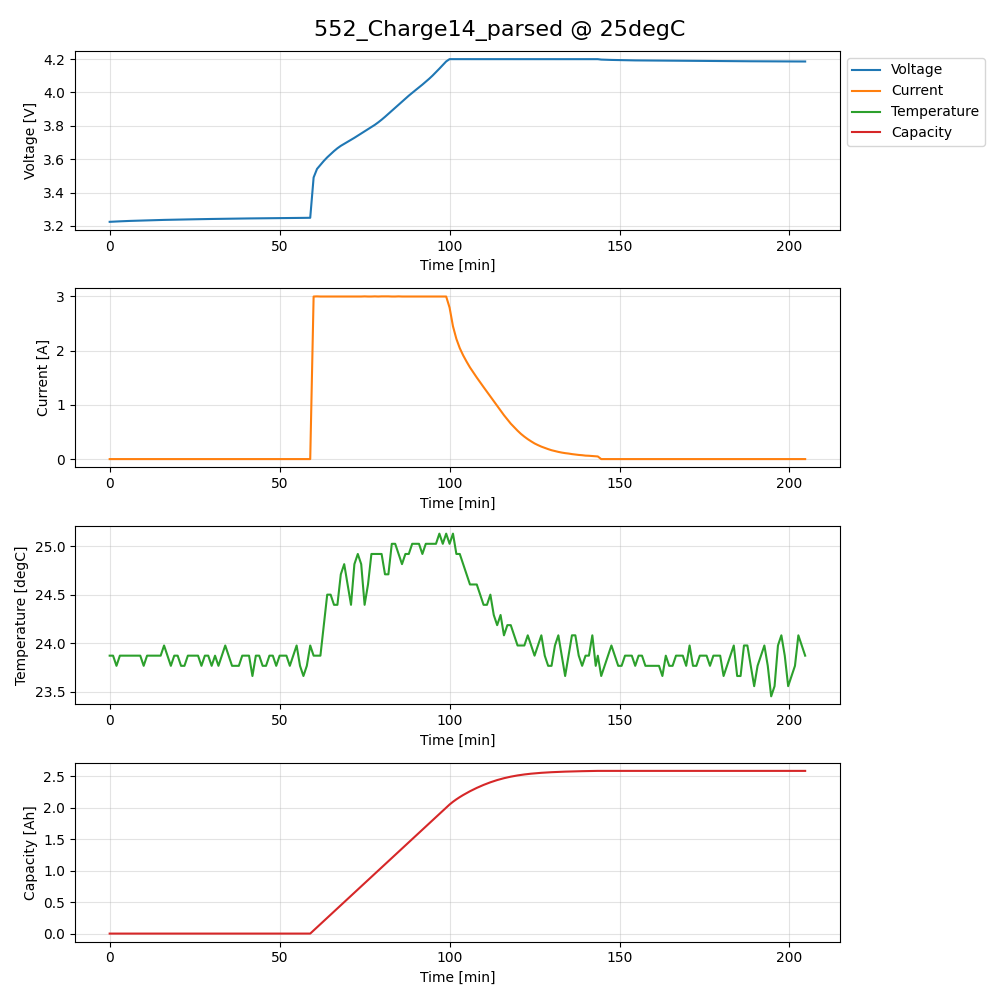 552_Charge14_parsed @ 25degC
Voltage
Current
Temperature
Capacity
Voltage [V]
4.2
4.0
3.8
3.6
3.4
3.2
0 50 100 150 200
Time [min]
Current [A]
3
2
1
0
0 50 100 150 200
Time [min]
Temperature [degC]
25.0
24.5
24.0
23.5
0 50 100 150 200
Time [min]
Capacity [Ah]
2.5
2.0
1.5
1.0
0.5
0.0
0 50 100 150 200
Time [min]